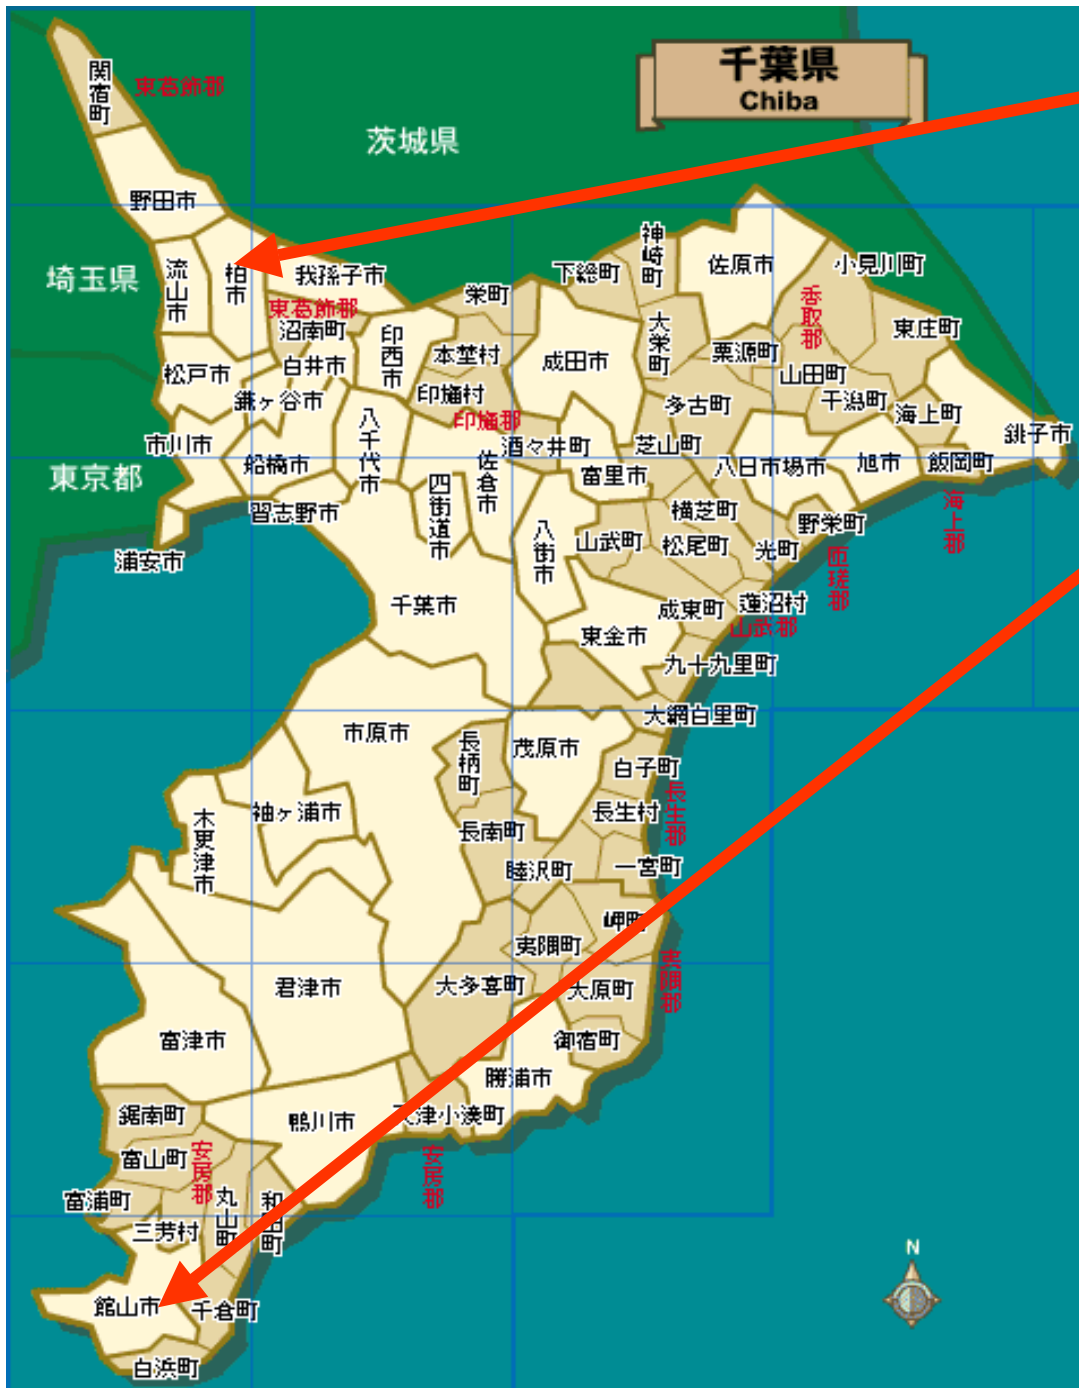 千葉県
Chiba
関宿町
東葛飾郡
茨城県
野田市
埼玉県
流山市
柏市
我孫子市
東葛飾郡
沼南町
松戸市
白井市
鎌ヶ谷市
印西市
栄町
本埜村
印旛村
印旛郡
下総町
神崎町
佐原市
小見川町
香取郡
東庄町
成田市
大栄町
栗源町
山田町
干潟町
海上町
多古町
銚子市
市川市
東京都
船橋市
八千代市
習志野市
浦安市
四街道市
佐倉市
酒々井町
富里市
芝山町
八日市場市
旭市
飯岡町
海上郡
八街市
山武町
横芝町
松尾町
野栄町
光町
匝瑳郡
千葉市
成東町
蓮沼村
山武郡
東金市
九十九里町
大網白里町
市原市
長柄町
茂原市
白子町
長生郡
長生村
袖ヶ浦市
木更津市
長南町
睦沢町
一宮町
岬町
夷隅町
夷隅郡
君津市
大多喜町
大原町
富津市
御宿町
勝浦市
鋸南町
鴨川市
天津小湊町
富山町
安房郡
安房郡
富浦町
丸山町
和田町
三芳村
館山市
千倉町
白浜町
N